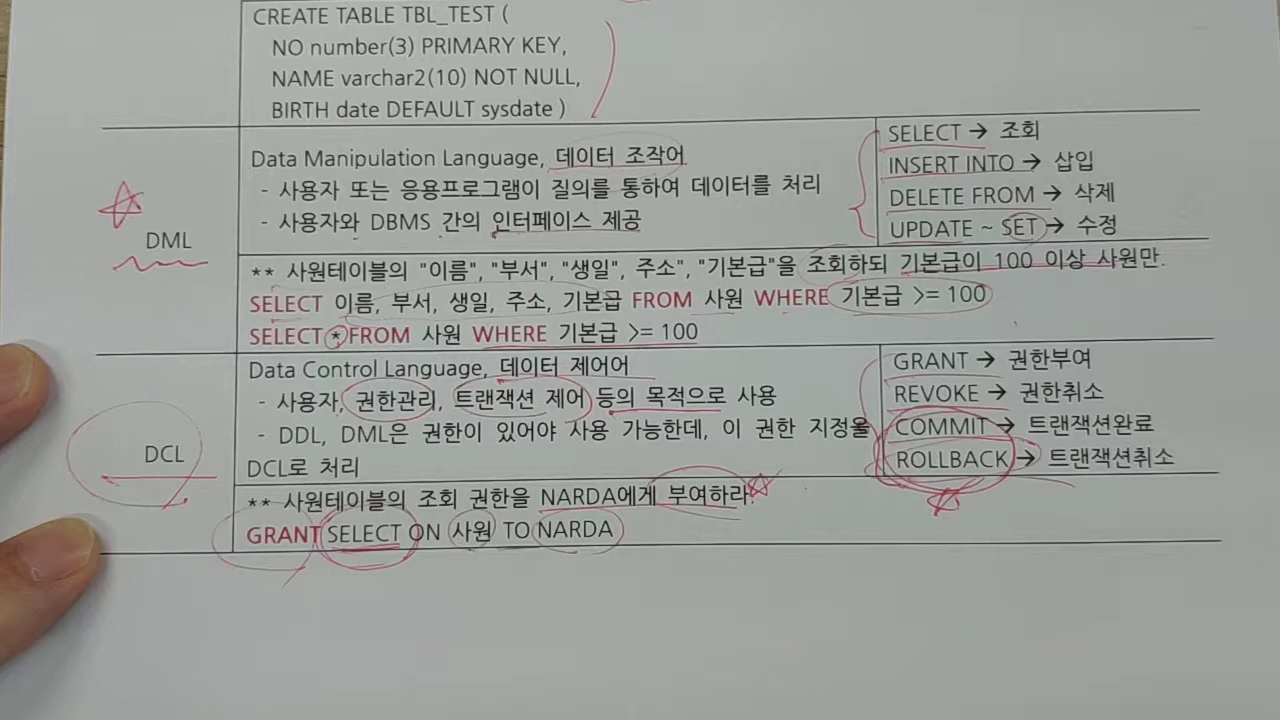 CREATE TABLE TBL_TEST (
NO number(3) PRIMARY KEY,
NAME varchar2(10) NOT NULL,
BIRTH date DEFAULT sysdate )
DML
Data Manipulation Language, 데이터 조작어
- 사용자 또는 응용프로그램이 질의를 통하여 데이터를 처리
- 사용자와 DBMS 간의 인터페이스 제공
SELECT → 조회
INSERT INTO → 삽입
DELETE FROM → 삭제
UPDATE ~ SET → 수정
** 사원테이블의 "이름", "부서", "생일", 주소", "기본급"을 조회하되 기본급이 100 이상 사원만.
SELECT 이름, 부서, 생일, 주소, 기본급 FROM 사원 WHERE 기본급 >= 100
SELECT * FROM 사원 WHERE 기본급 >= 100
DCL
Data Control Language, 데이터 제어어
- 사용자, 권한관리, 트랜잭션 제어 등의 목적으로 사용
- DDL, DML은 권한이 있어야 사용 가능한데, 이 권한 지정을
DCL로 처리
GRANT → 권한부여
REVOKE → 권한취소
COMMIT → 트랜잭션완료
ROLLBACK → 트랜잭션취소
** 사원테이블의 조회 권한을 NARDA에게 부여하라.
GRANT SELECT ON 사원 TO NARDA